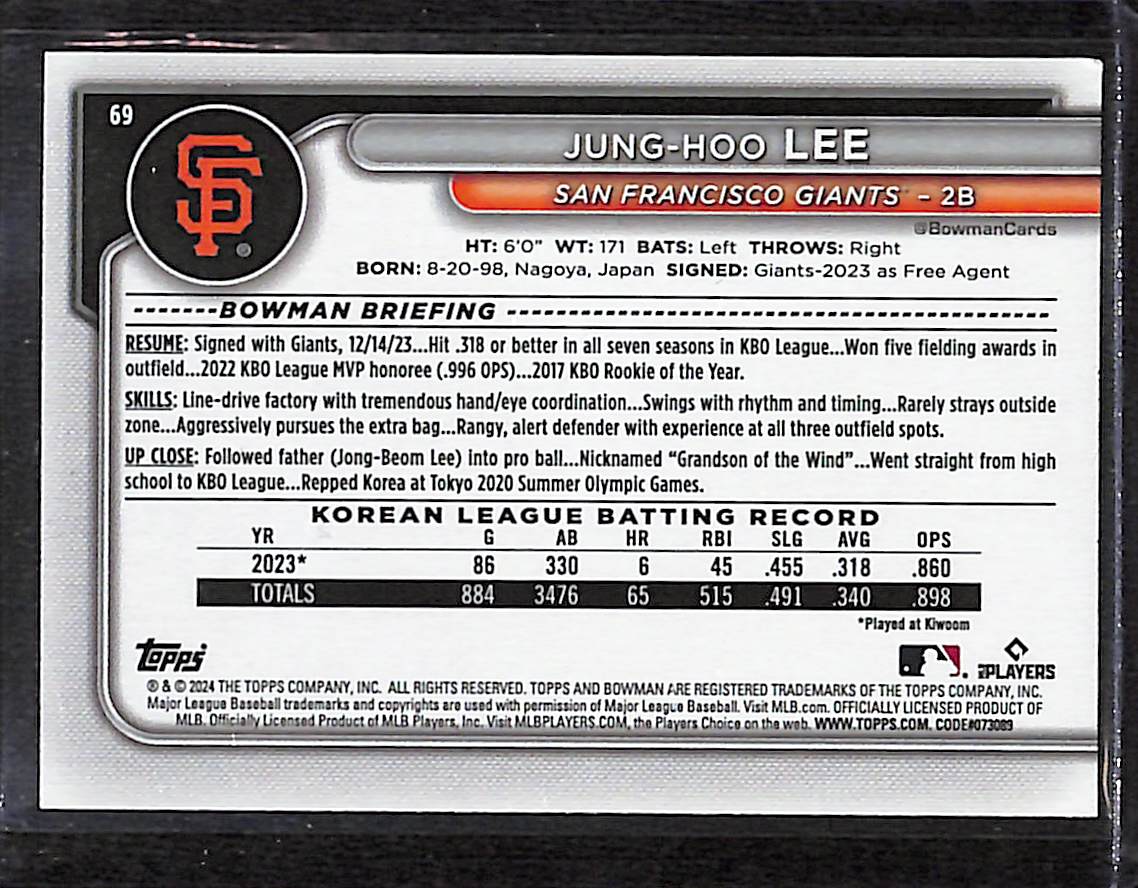 69
SF
JUNG-HOO LEE
SAN FRANCISCO GIANTS - 2B
@BowmanCards
HT: 6'0" WT: 171 BATS: Left THROWS: Right
BORN: 8-20-98, Nagoya, Japan SIGNED: Giants-2023 as Free Agent
-------BOWMAN BRIEFING ------------------------------------------------
RESUME: Signed with Giants, 12/14/23...Hit .318 or better in all seven seasons in KBO League...Won five fielding awards in
outfield...2022 KBO League MVP honoree (.996 OPS)...2017 KBO Rookie of the Year.
SKILLS: Line-drive factory with tremendous hand/eye coordination...Swings with rhythm and timing...Rarely strays outside
zone...Aggressively pursues the extra bag...Rangy, alert defender with experience at all three outfield spots.
UP CLOSE: Followed father (Jong-Beom Lee) into pro ball...Nicknamed "Grandson of the Wind"...Went straight from high
school to KBO League...Repped Korea at Tokyo 2020 Summer Olympic Games.
KOREAN LEAGUE BATTING RECORD
YR G AB HR RBI SLG AVG OPS
2023* 86 330 6 45 .455 .318 .860
TOTALS 884 3476 65 515 .491 .340 .898
*Played at Kiwoom
Topps
PLAYERS
® & © 2024 THE TOPPS COMPANY, INC. ALL RIGHTS RESERVED. TOPPS AND BOWMAN ARE REGISTERED TRADEMARKS OF THE TOPPS COMPANY, INC.
Major League Baseball trademarks and copyrights are used with permission of Major League Baseball. Visit MLB.com. OFFICIALLY LICENSED PRODUCT OF
MLB. Officially Licensed Product of MLB Players, Inc. Visit MLBPLAYERS.COM, the Players Choice on the web. WWW.TOPPS.COM. CODE#073089